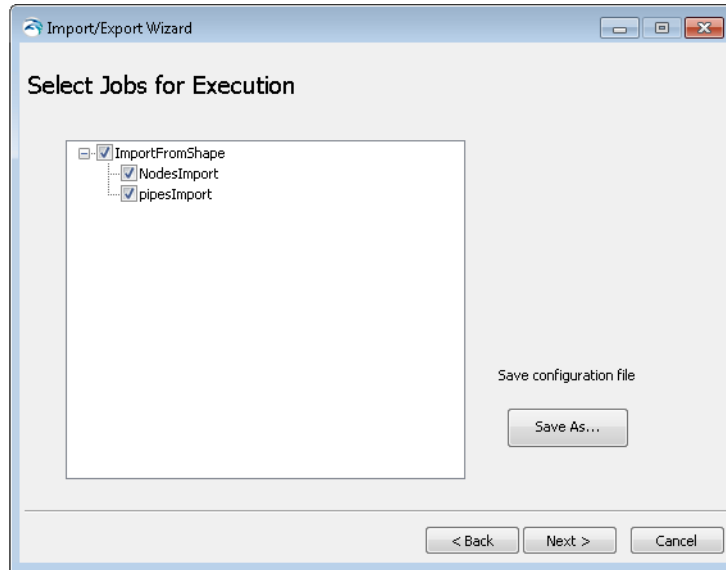 Import/Export Wizard
Select Jobs for Execution
ImportFromShape
NodesImport
pipesImport
Save configuration file
Save As...
< Back
Next >
Cancel